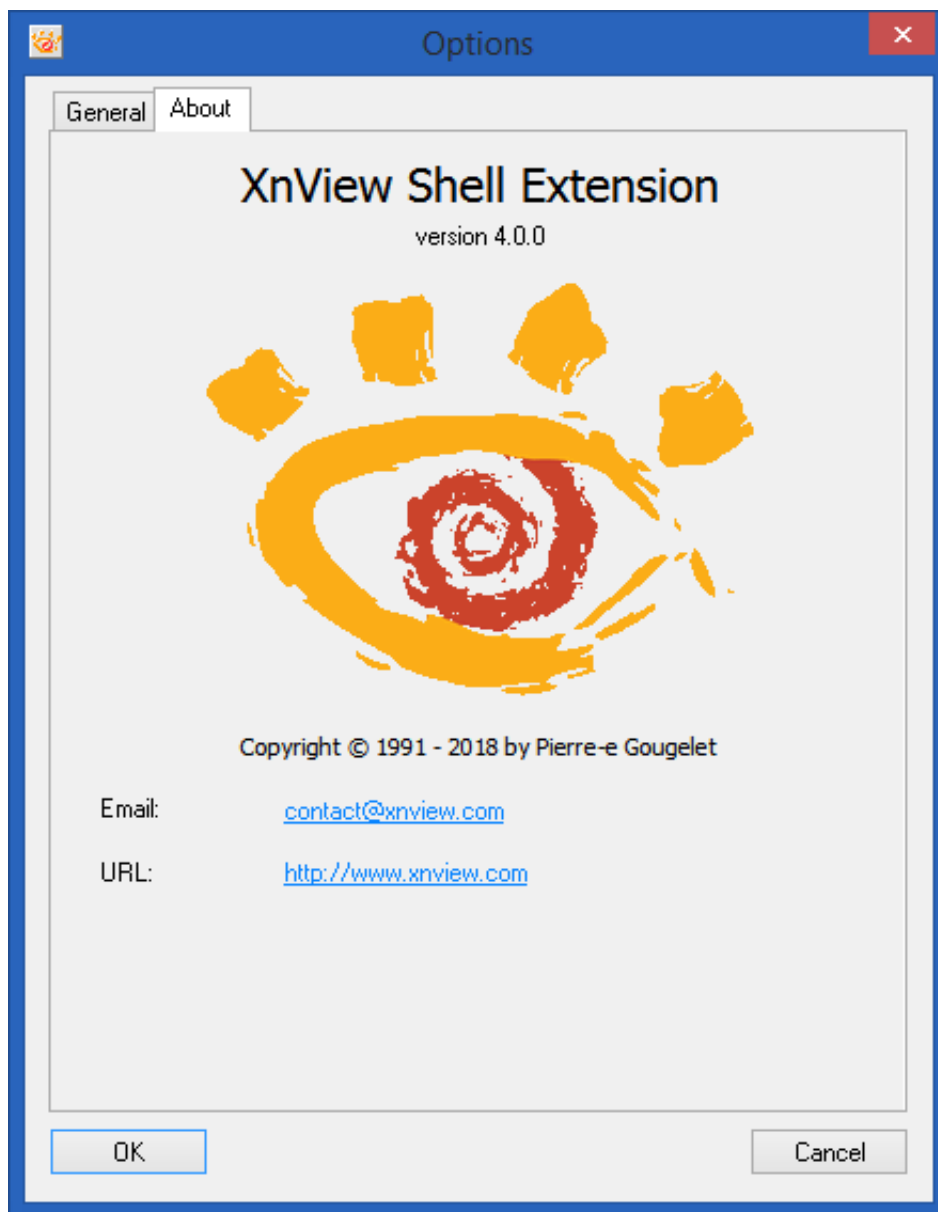 Options
General About
XnView Shell Extension
version 4.0.0
Copyright © 1991 - 2018 by Pierre-e Gougelet
Email: contact@xnview.com
URL: http://www.xnview.com
OK Cancel